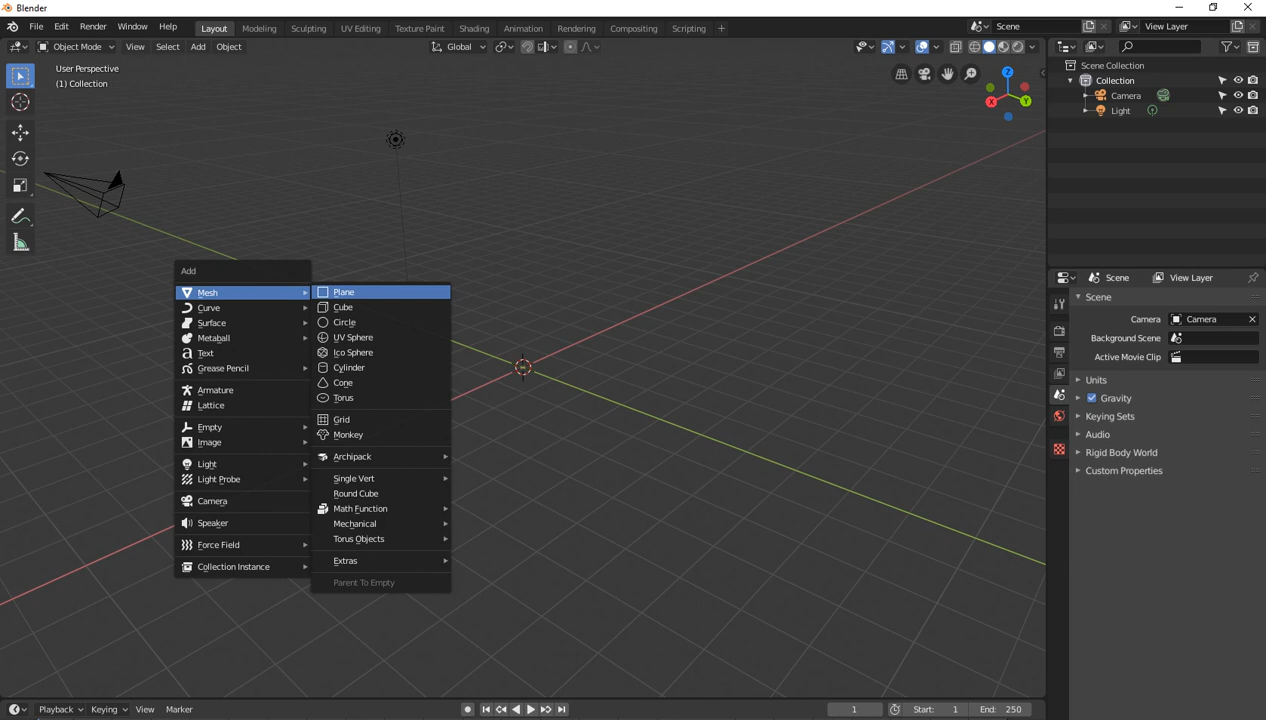 Blender
File Edit Render Window Help Layout Modeling Sculpting UV Editing Texture Paint Shading Animation Rendering Compositing Scripting + Scene View Layer
Object Mode View Select Add Object Global
User Perspective
(1) Collection
Z
X
Y
Scene Collection
Collection
Camera
Light
Add
Mesh
Curve
Surface
Metaball
Text
Grease Pencil
Armature
Lattice
Empty
Image
Light
Light Probe
Camera
Speaker
Force Field
Collection Instance
Plane
Cube
Circle
UV Sphere
Ico Sphere
Cylinder
Cone
Torus
Grid
Monkey
Archipack
Single Vert
Round Cube
Math Function
Mechanical
Torus Objects
Extras
Parent To Empty
Scene View Layer
Scene
Camera Camera
Background Scene
Active Movie Clip
Units
Gravity
Keying Sets
Audio
Rigid Body World
Custom Properties
Playback Keying View Marker 1 Start: 1 End: 250